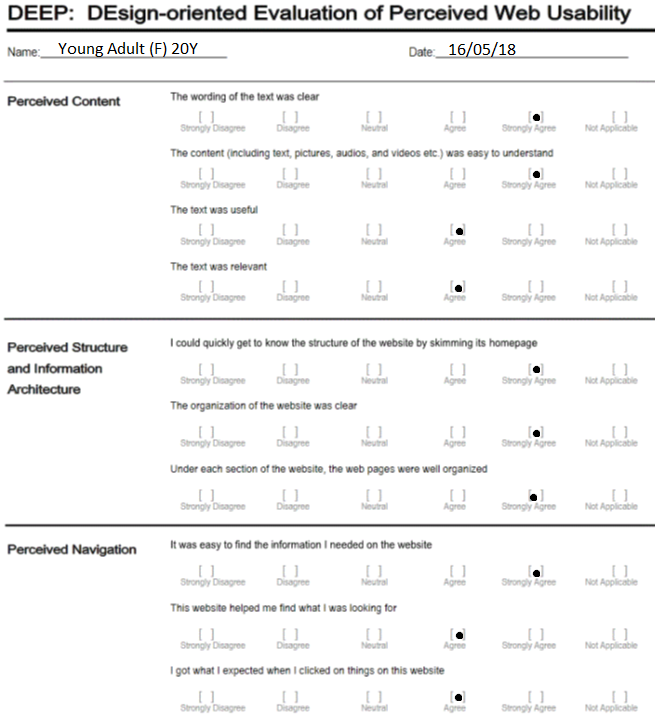 DEEP: DEsign-oriented Evaluation of Perceived Web Usability
Name: Young Adult (F) 20Y Date: 16/05/18
Perceived Content
The wording of the text was clear
[ ] [ ] [ ] [ ] [●] [ ]
Strongly Disagree Disagree Neutral Agree Strongly Agree Not Applicable
The content (including text, pictures, audios, and videos etc.) was easy to understand
[ ] [ ] [ ] [ ] [●] [ ]
Strongly Disagree Disagree Neutral Agree Strongly Agree Not Applicable
The text was useful
[ ] [ ] [ ] [●] [ ] [ ]
Strongly Disagree Disagree Neutral Agree Strongly Agree Not Applicable
The text was relevant
[ ] [ ] [ ] [●] [ ] [ ]
Strongly Disagree Disagree Neutral Agree Strongly Agree Not Applicable
Perceived Structure
and Information
Architecture
I could quickly get to know the structure of the website by skimming its homepage
[ ] [ ] [ ] [ ] [●] [ ]
Strongly Disagree Disagree Neutral Agree Strongly Agree Not Applicable
The organization of the website was clear
[ ] [ ] [ ] [ ] [●] [ ]
Strongly Disagree Disagree Neutral Agree Strongly Agree Not Applicable
Under each section of the website, the web pages were well organized
[ ] [ ] [ ] [ ] [●] [ ]
Strongly Disagree Disagree Neutral Agree Strongly Agree Not Applicable
Perceived Navigation
It was easy to find the information I needed on the website
[ ] [ ] [ ] [ ] [●] [ ]
Strongly Disagree Disagree Neutral Agree Strongly Agree Not Applicable
This website helped me find what I was looking for
[ ] [ ] [ ] [●] [ ] [ ]
Strongly Disagree Disagree Neutral Agree Strongly Agree Not Applicable
I got what I expected when I clicked on things on this website
[ ] [ ] [ ] [●] [ ] [ ]
Strongly Disagree Disagree Neutral Agree Strongly Agree Not Applicable